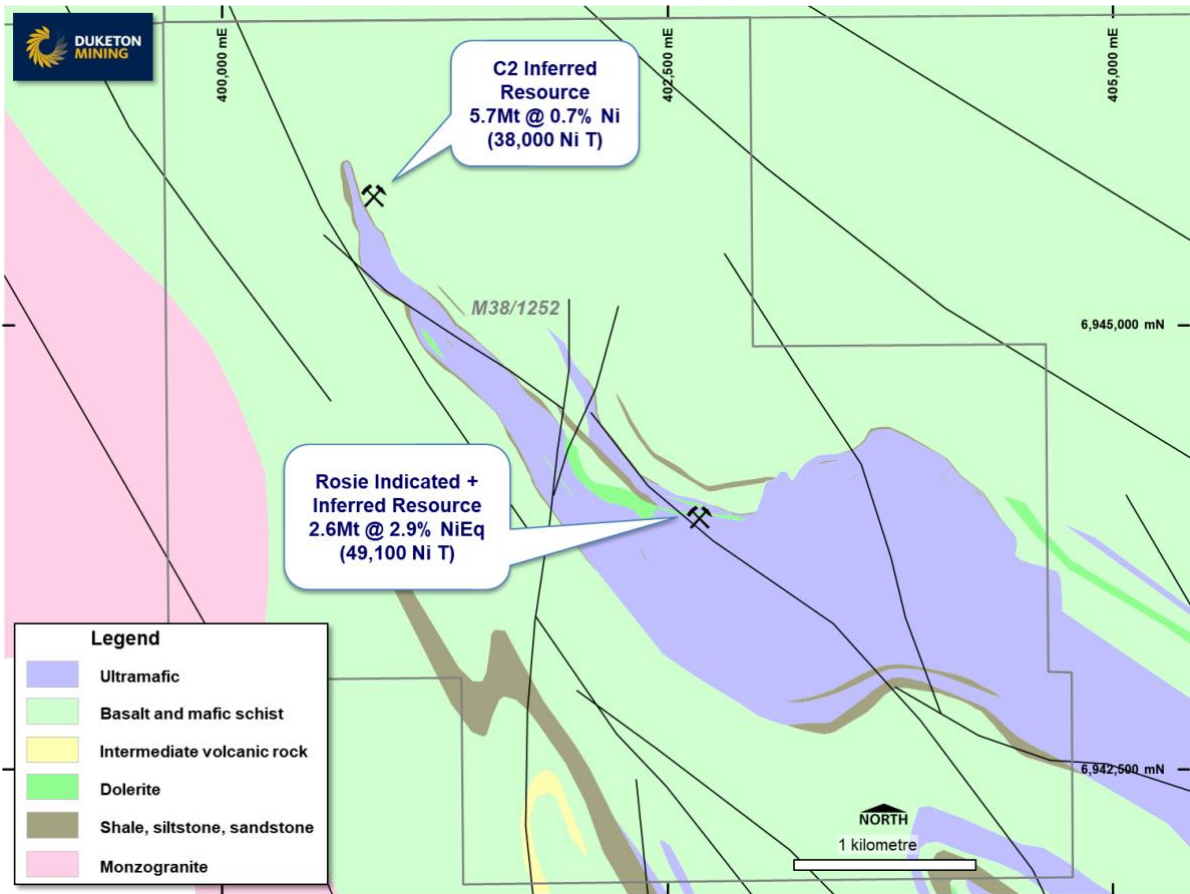 DUKETON
MINING
400,000 mE
402,500 mE
405,000 mE
C2 Inferred
Resource
5.7Mt @ 0.7% Ni
(38,000 Ni T)
M38/1252
6,945,000 mN
Rosie Indicated +
Inferred Resource
2.6Mt @ 2.9% NiEq
(49,100 Ni T)
Legend
Ultramafic
Basalt and mafic schist
Intermediate volcanic rock
Dolerite
Shale, siltstone, sandstone
Monzogranite
6,942,500 mN
NORTH
1 kilometre